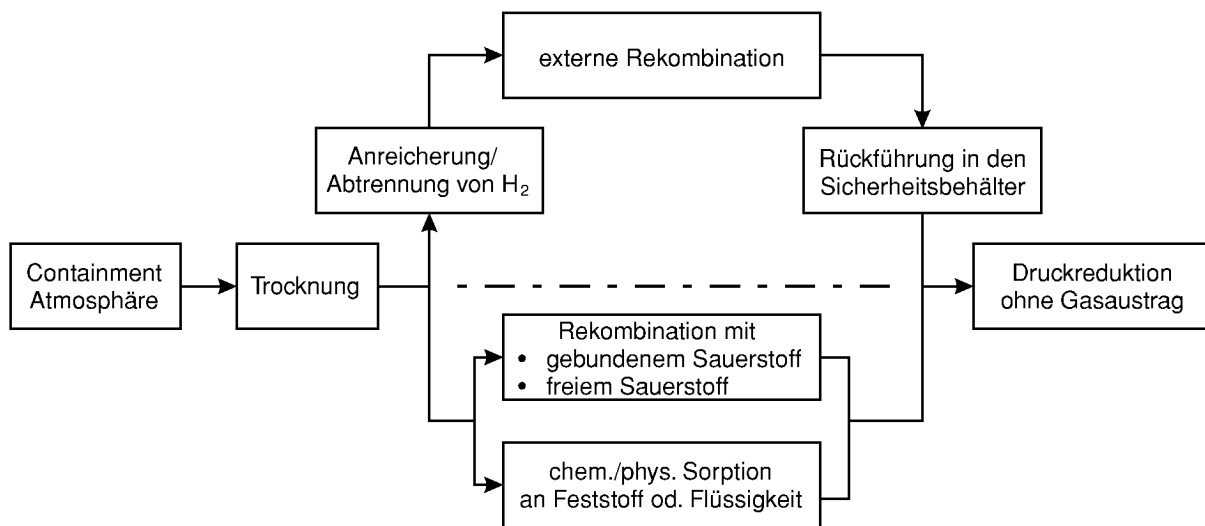 externe Rekombination
Anreicherung/
Abtrennung von H₂
Rückführung in den
Sicherheitsbehälter
Containment
Atmosphäre
Trocknung
Druckreduktion
ohne Gasaustrag
Rekombination mit
• gebundenem Sauerstoff
• freiem Sauerstoff
chem./phys. Sorption
an Feststoff od. Flüssigkeit